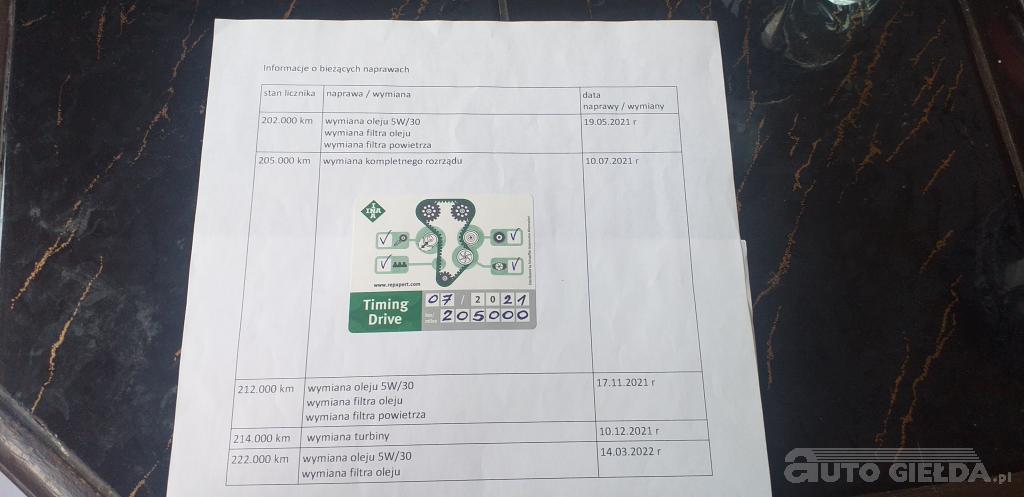 Informacje o bieżących naprawach
stan licznika naprawa / wymiana data
naprawy / wymiany
202.000 km wymiana oleju 5W/30 19.05.2021 r
wymiana filtra oleju
wymiana filtra powietrza
205.000 km wymiana kompletnego rozrządu 10.07.2021 r
INA
www.repxpert.com
Timing
Drive
07 / 2021
km/
miles
205000
212.000 km wymiana oleju 5W/30 17.11.2021 r
wymiana filtra oleju
wymiana filtra powietrza
214.000 km wymiana turbiny 10.12.2021 r
222.000 km wymiana oleju 5W/30 14.03.2022 r
wymiana filtra oleju
AUTO GIEŁDA.pl